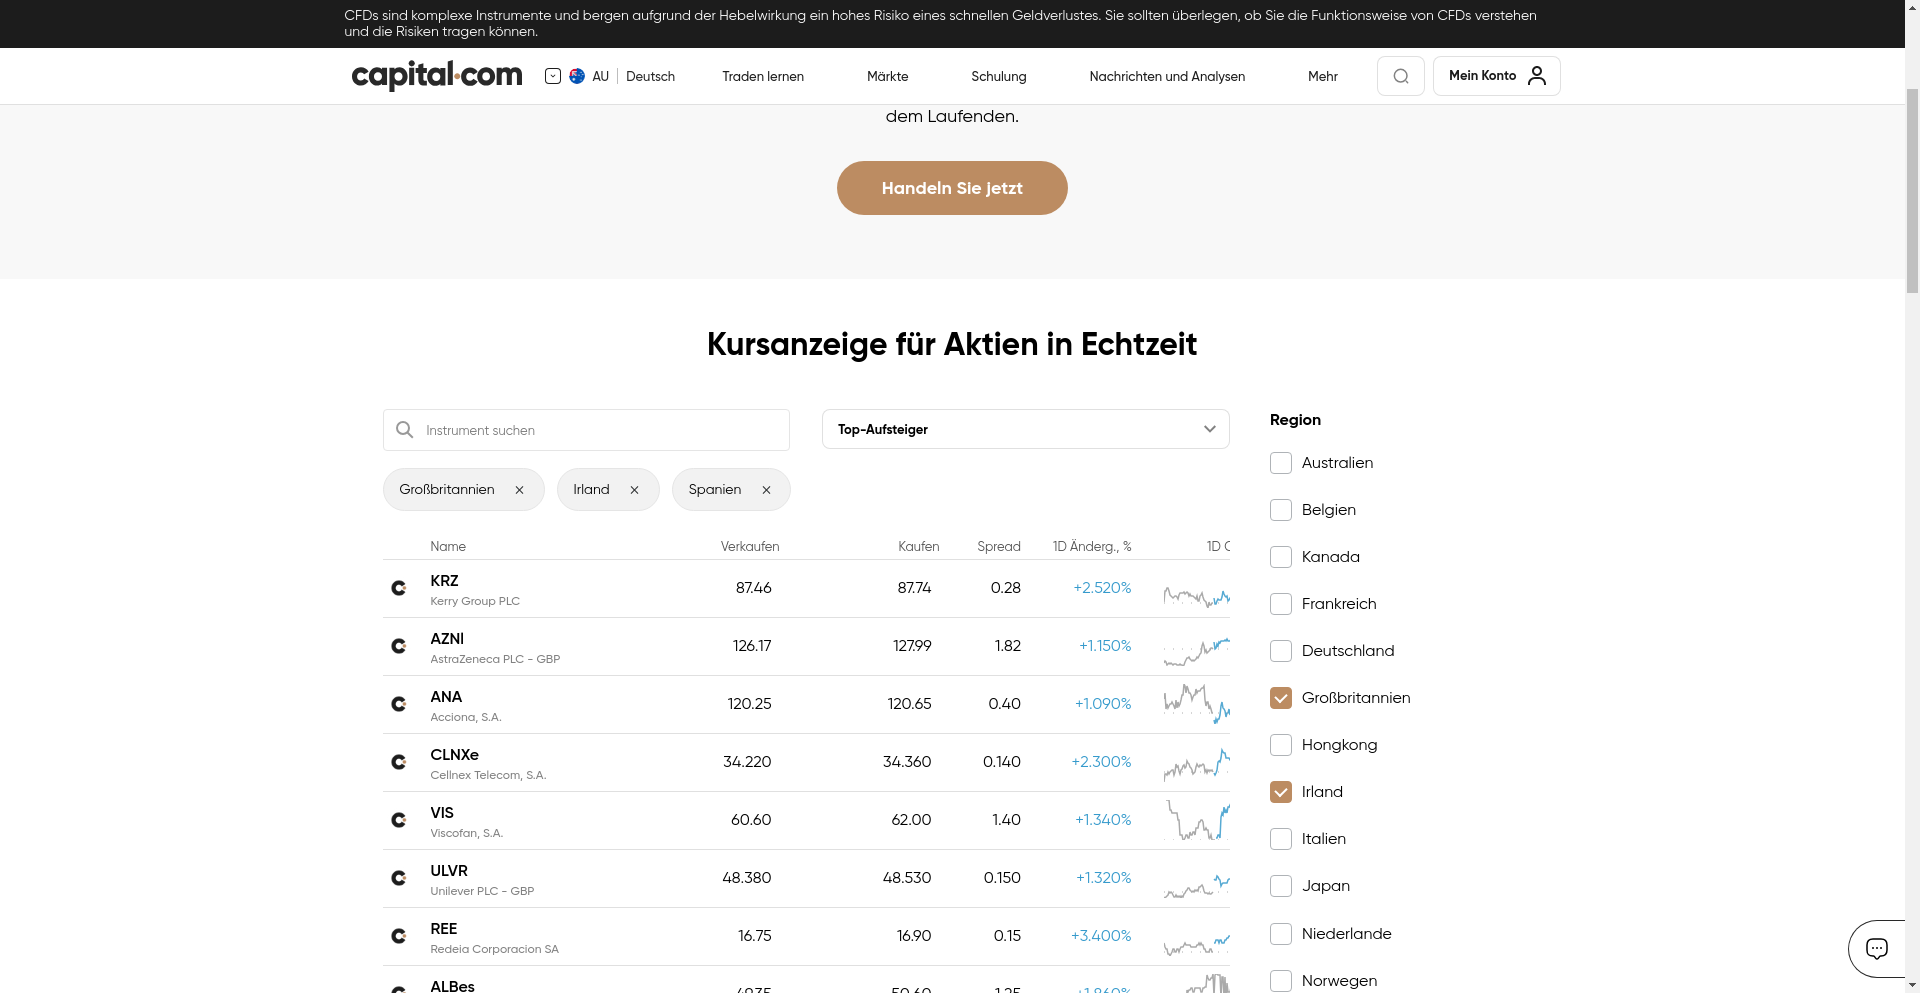 CFDs sind komplexe Instrumente und bergen aufgrund der Hebelwirkung ein hohes Risiko eines schnellen Geldverlustes. Sie sollten überlegen, ob Sie die Funktionsweise von CFDs verstehen
und die Risiken tragen können.
capital.com AU Deutsch Traden lernen Märkte Schulung Nachrichten und Analysen Mehr Mein Konto
dem Laufenden.
Handeln Sie jetzt
Kursanzeige für Aktien in Echtzeit
Instrument suchen
Top-Aufsteiger
Großbritannien Irland Spanien
Name Verkaufen Kaufen Spread 1D Änderg., % 1D
KRZ
Kerry Group PLC
87.46 87.74 0.28 +2.520%
AZNl
AstraZeneca PLC - GBP
126.17 127.99 1.82 +1.150%
ANA
Acciona, S.A.
120.25 120.65 0.40 +1.090%
CLNXe
Cellnex Telecom, S.A.
34.220 34.360 0.140 +2.300%
VIS
Viscofan, S.A.
60.60 62.00 1.40 +1.340%
ULVR
Unilever PLC - GBP
48.380 48.530 0.150 +1.320%
REE
Redeia Corporacion SA
16.75 16.90 0.15 +3.400%
ALBes
49.35 50.60 1.25 +1.860%
Region
Australien
Belgien
Kanada
Frankreich
Deutschland
Großbritannien
Hongkong
Irland
Italien
Japan
Niederlande
Norwegen